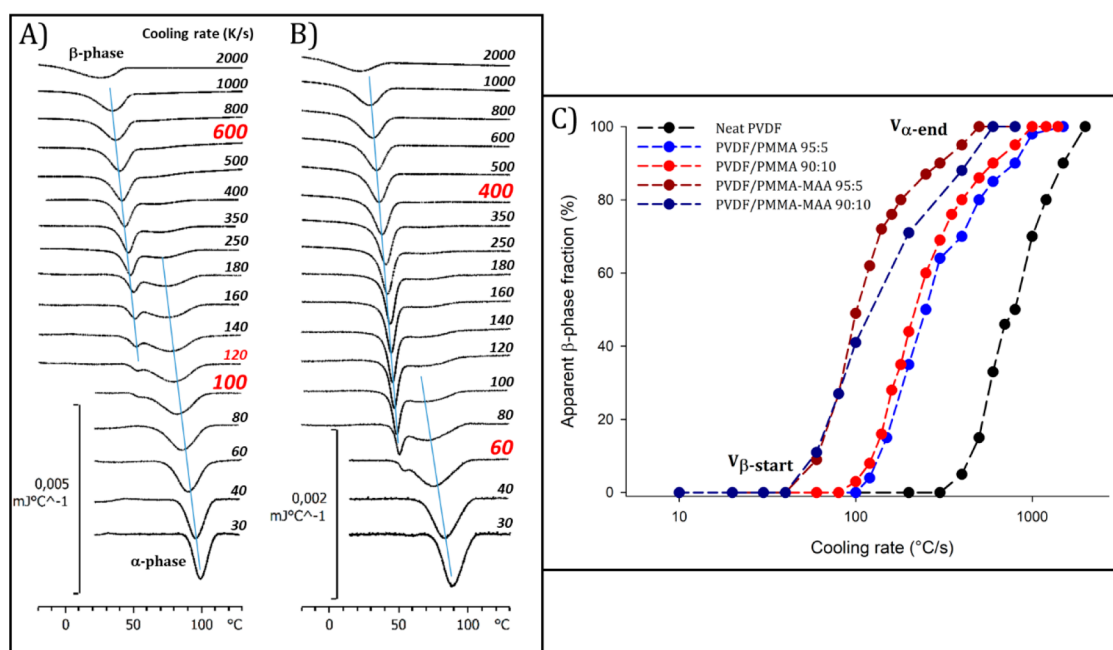 A)
Cooling rate (K/s)
β-phase
2000
1000
800
600
500
400
350
250
180
160
140
120
100
80
60
40
30
0,005
mJ°C^-1
α-phase
0 50 100 °C
B)
2000
1000
800
600
500
400
350
250
180
160
140
120
100
80
60
40
30
0,002
mJ°C^-1
0 50 100 °C
C)
Neat PVDF
PVDF/PMMA 95:5
PVDF/PMMA 90:10
PVDF/PMMA-MAA 95:5
PVDF/PMMA-MAA 90:10
Vα-end
Vβ-start
Apparent β-phase fraction (%)
100
80
60
40
20
0
10 100 1000
Cooling rate (°C/s)